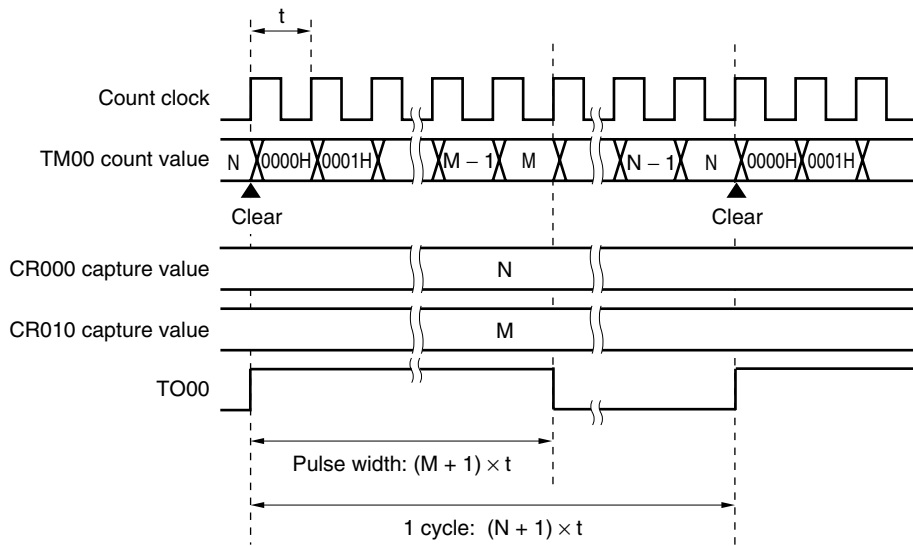 t
Count clock
TM00 count value N 0000H 0001H M – 1 M N – 1 N 0000H 0001H
Clear Clear
CR000 capture value N
CR010 capture value M
TO00
Pulse width: (M + 1) × t
1 cycle: (N + 1) × t